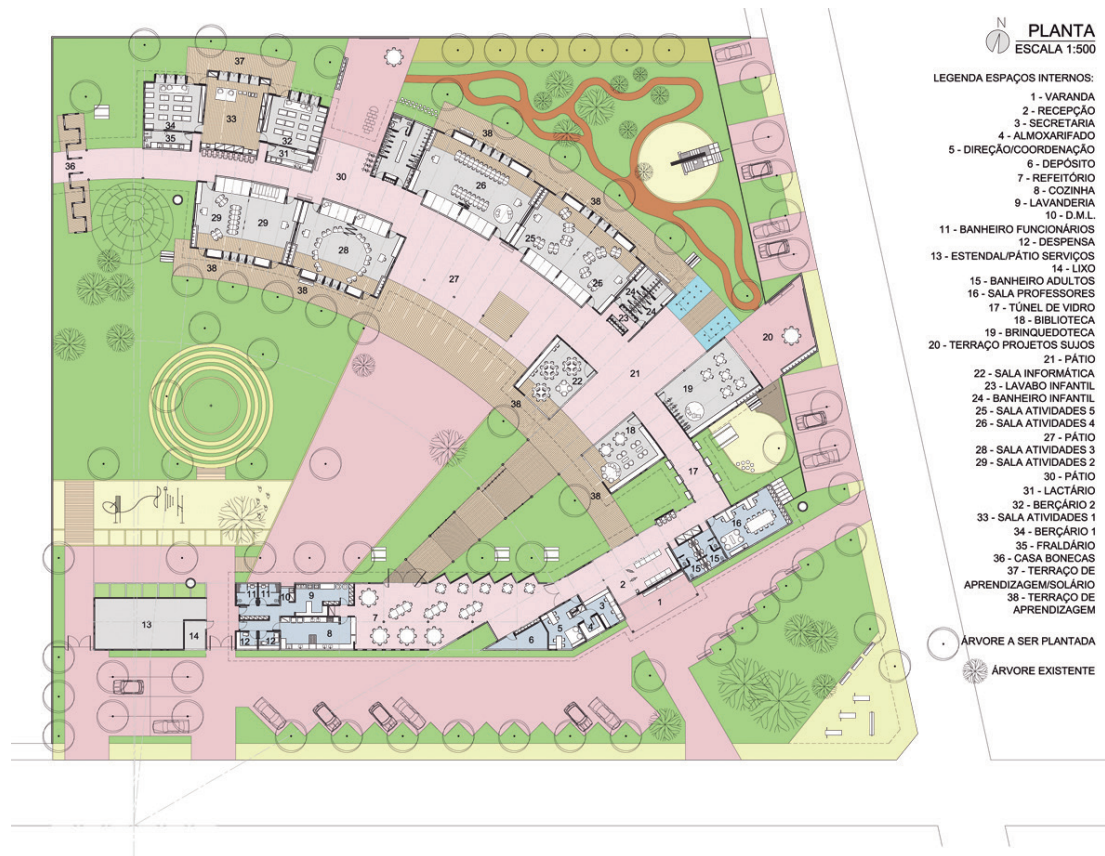 N
PLANTA
ESCALA 1:500
LEGENDA ESPAÇOS INTERNOS:
1 - VARANDA
2 - RECEPÇÃO
3 - SECRETARIA
4 - ALMOXARIFADO
5 - DIREÇÃO/COORDENAÇÃO
6 - DEPÓSITO
7 - REFEITÓRIO
8 - COZINHA
9 - LAVANDERIA
10 - D.M.L.
11 - BANHEIRO FUNCIONÁRIOS
12 - DESPENSA
13 - ESTENDAL/PÁTIO SERVIÇOS
14 - LIXO
15 - BANHEIRO ADULTOS
16 - SALA PROFESSORES
17 - TÚNEL DE VIDRO
18 - BIBLIOTECA
19 - BRINQUEDOTECA
20 - TERRAÇO PROJETOS SUJOS
21 - PÁTIO
22 - SALA INFORMÁTICA
23 - LAVABO INFANTIL
24 - BANHEIRO INFANTIL
25 - SALA ATIVIDADES 5
26 - SALA ATIVIDADES 4
27 - PÁTIO
28 - SALA ATIVIDADES 3
29 - SALA ATIVIDADES 2
30 - PÁTIO
31 - LACTÁRIO
32 - BERÇÁRIO 2
33 - SALA ATIVIDADES 1
34 - BERÇÁRIO 1
35 - FRALDÁRIO
36 - CASA BONECAS
37 - TERRAÇO DE
APRENDIZAGEM/SOLÁRIO
38 - TERRAÇO DE
APRENDIZAGEM
ÁRVORE A SER PLANTADA
ÁRVORE EXISTENTE
37
34
33
32
35
31
36
30
38
26
38
29
29
28
25
25
38
38
27
24
24
23
20
21
22
19
38
18
17
38
16
15
15
2
1
11
11
10
9
7
3
5
4
6
8
12
12
13
14